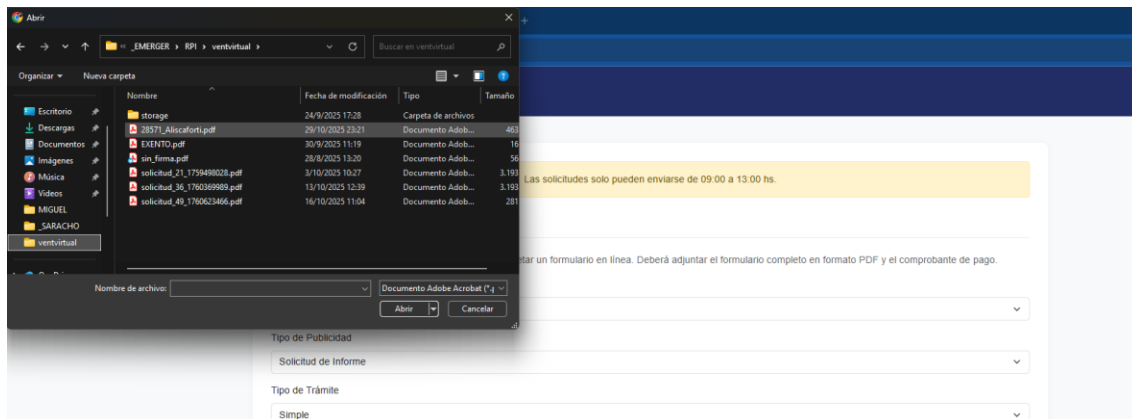 Abrir
« _EMERGER › RPI › ventvirtual ›
Buscar en ventvirtual
Organizar
Nueva carpeta
Nombre Fecha de modificación Tipo Tamaño
Escritorio
Descargas
Documentos
Imágenes
Música
Videos
MIGUEL
_SARACHO
ventvirtual
storage 24/9/2025 17:28 Carpeta de archivos
28571_Aliscaforti.pdf 29/10/2025 23:21 Documento Adob... 463
EXENTO.pdf 30/9/2025 11:19 Documento Adob... 16
sin_firma.pdf 28/8/2025 13:20 Documento Adob... 56
solicitud_21_1759498028.pdf 3/10/2025 10:27 Documento Adob... 3.193
solicitud_36_1760369989.pdf 13/10/2025 12:39 Documento Adob... 3.193
solicitud_49_1760623466.pdf 16/10/2025 11:04 Documento Adob... 281
Nombre de archivo:
Documento Adobe Acrobat (*.p
Abrir
Cancelar
Las solicitudes solo pueden enviarse de 09:00 a 13:00 hs.
etar un formulario en línea. Deberá adjuntar el formulario completo en formato PDF y el comprobante de pago.
Tipo de Publicidad
Solicitud de Informe
Tipo de Trámite
Simple